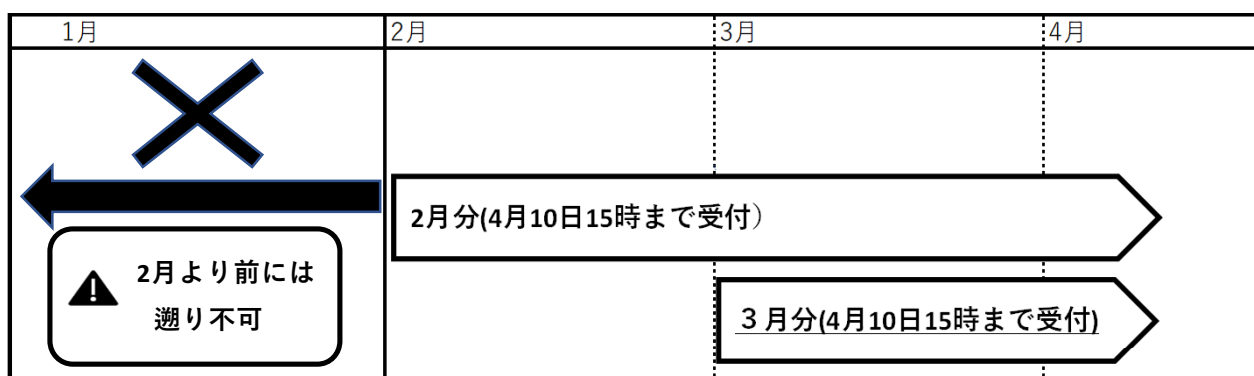 1月
2月
3月
4月
2月分(4月10日15時まで受付）
2月より前には
遡り不可
３月分(4月10日15時まで受付)